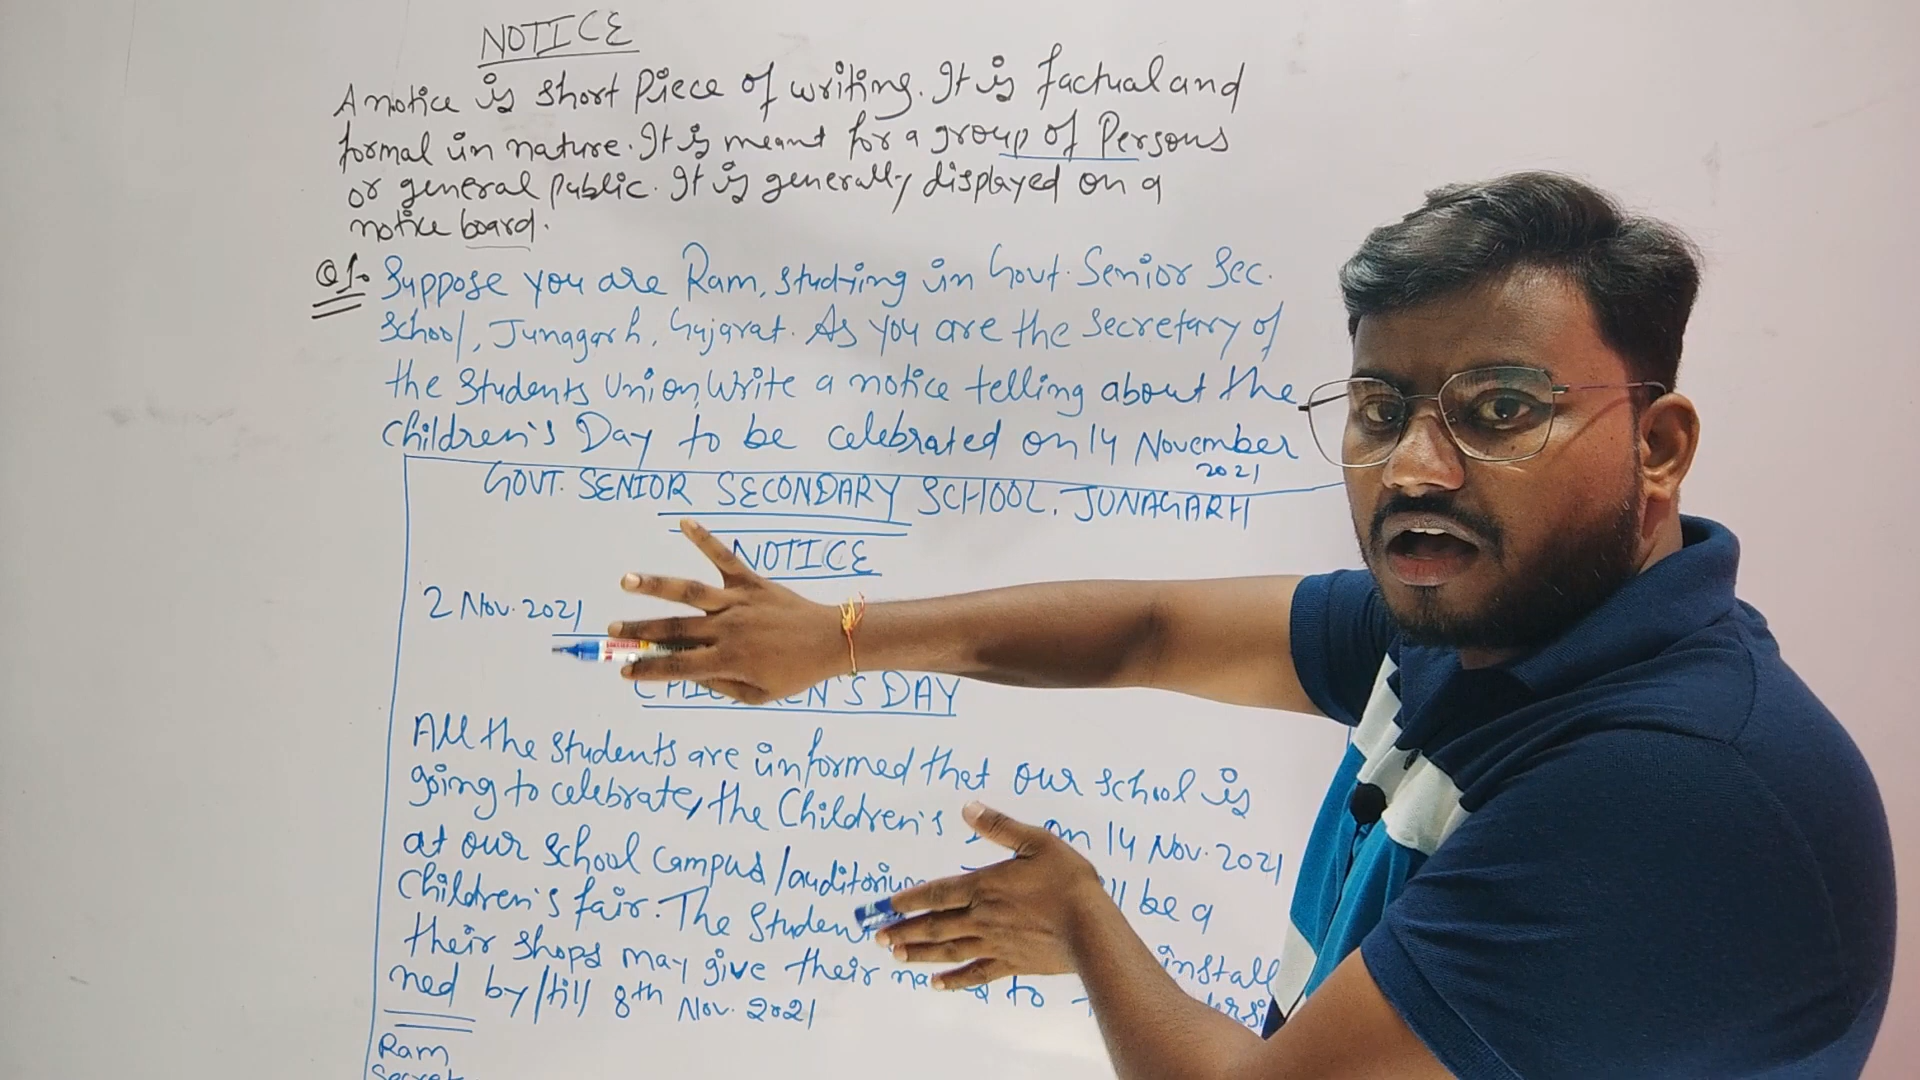 NOTICE
A notice is short Piece of writing. It is factual and
formal in nature. It is meant for a group of Persons
or general public. It is generally displayed on a
notice board.
Q1. Suppose you are Ram, studying in Govt. Senior Sec.
School, Junagarh, Gujarat. As you are the Secretary of
the Students Union, Write a notice telling about the
Children's Day to be celebrated on 14 November
2021
GOVT. SENIOR SECONDARY SCHOOL. JUNAGARH
NOTICE
2 Nov. 2021
CHILDREN'S DAY
All the students are informed that our school is
going to celebrate, the Children's on 14 Nov. 2021
at our school campus/auditorium be a
Children's fair. The Student install
their shops may give their to
ned by/till 8th Nov. 2021
Ram